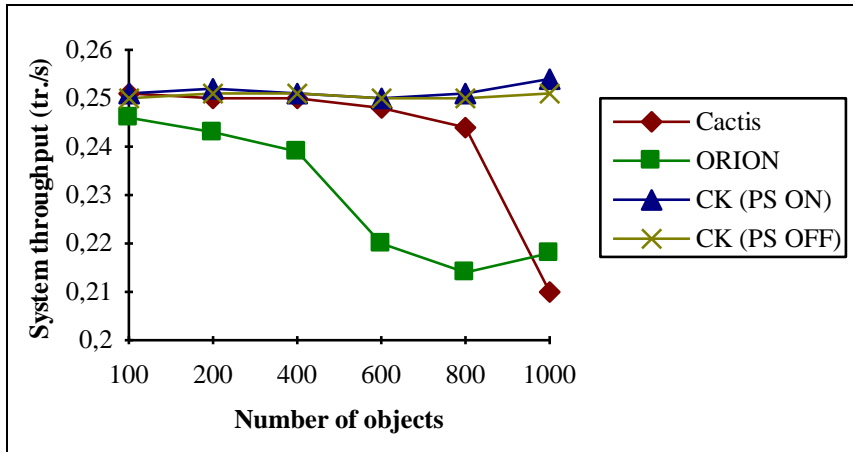 System throughput (tr./s)
0,26
0,25
0,24
0,23
0,22
0,21
0,2
100 200 400 600 800 1000
Number of objects
Cactis
ORION
CK (PS ON)
CK (PS OFF)